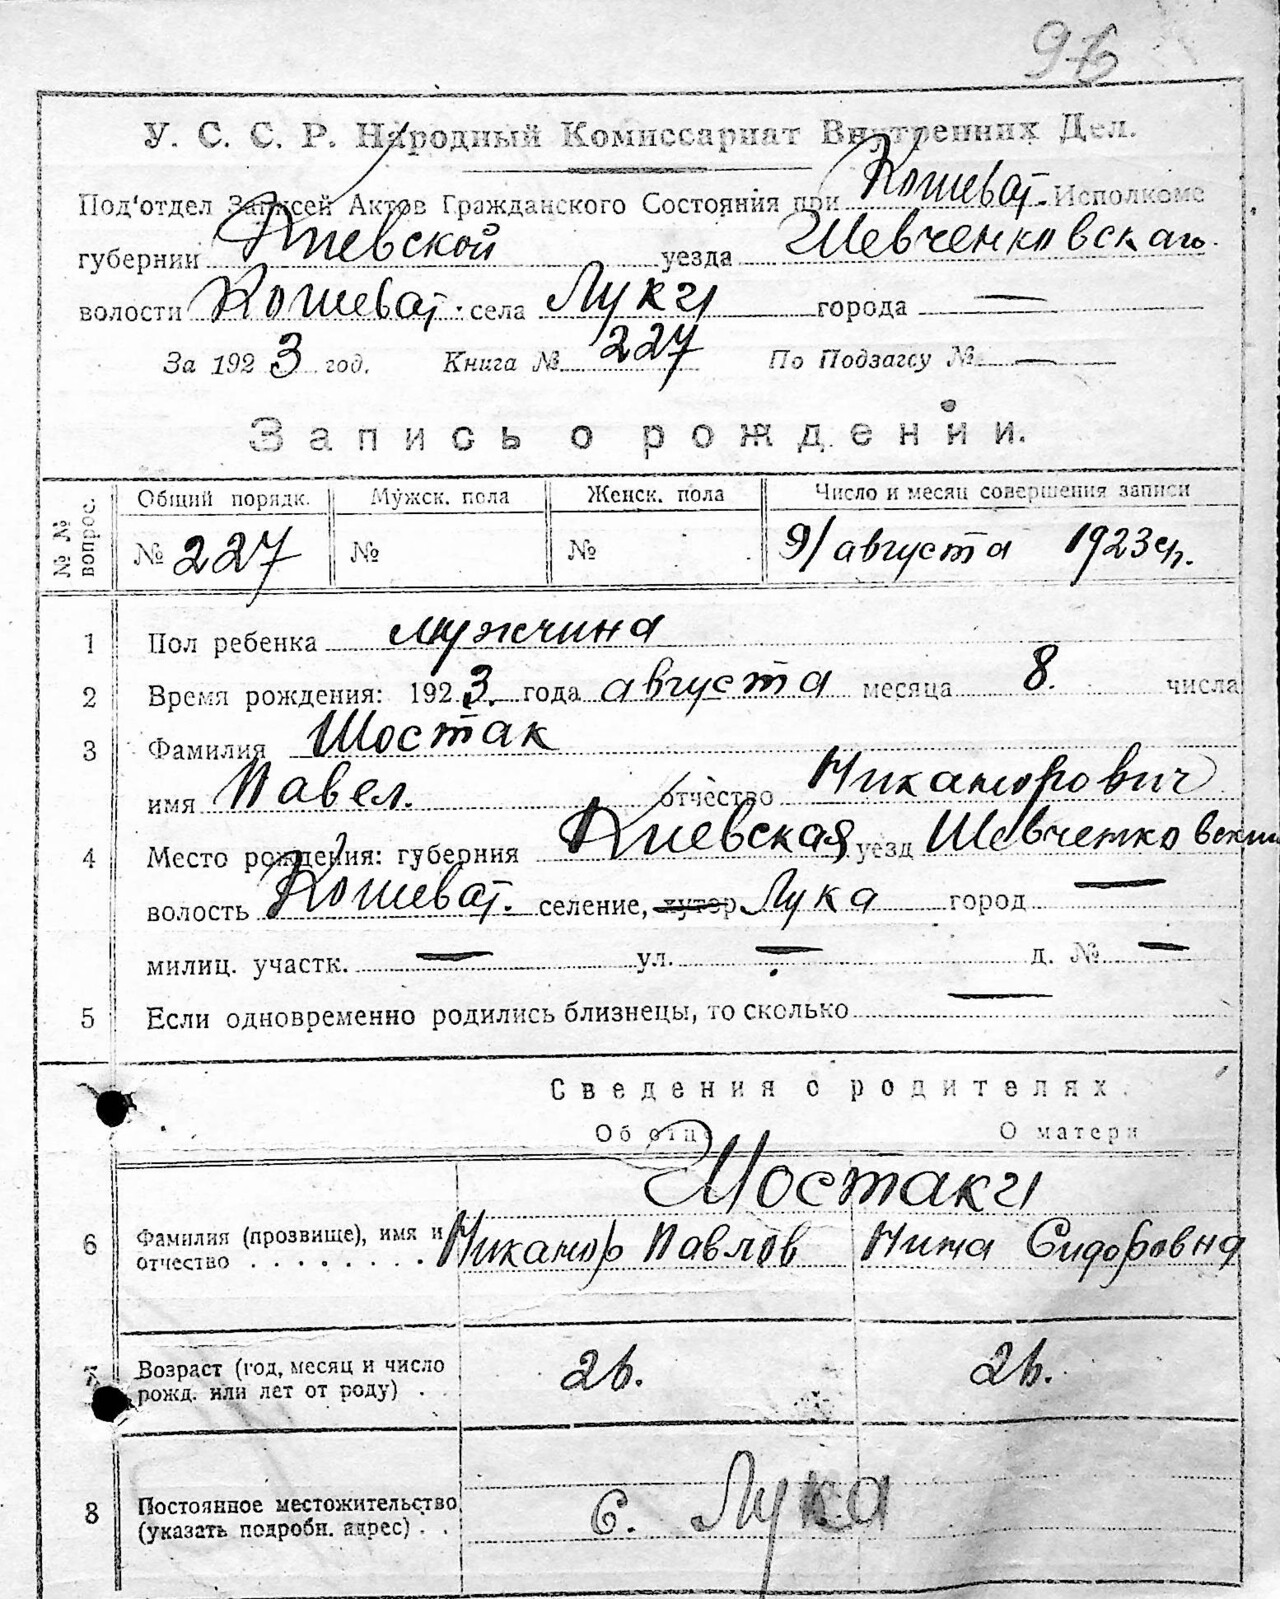 96
У. С. С. Р. Народный Комиссариат Внутренних Дел.
Под'отдел Записей Актов Гражданского Состояния при Кошеват. Исполкоме
губернии Киевской уезда Шевченковскаго
волости Кошеват. села Луки города —
За 1923 год. Книга № 227 По Подзагсу № —
Запись о рождении.
№ № вопрос. Общий порядк. Мужск. пола Женск. пола Число и месяц совершения записи
№ 227 № № 9/августа 1923 г.
1 Пол ребенка мужчина
2 Время рождения: 1923. года августа месяца 8. числа
3 Фамилия Шостак
имя Павел. отчество Никанорович
4 Место рождения: губерния Киевская уезд Шевченковский
волость Кошеват. селение, хутор Лука город —
милиц. участк. — ул. — д. № —
5 Если одновременно родились близнецы, то сколько —
Сведения о родителях.
Об отце О матери
Шостаки
6 Фамилия (прозвище), имя и Никанор Павлов Нина Сидоровна
отчество . . . . . . . .
7 Возраст (год, месяц и число 26. 26.
рожд. или лет от роду) . .
8 Постоянное местожительство с. Лука
(указать подробн. адрес) . .